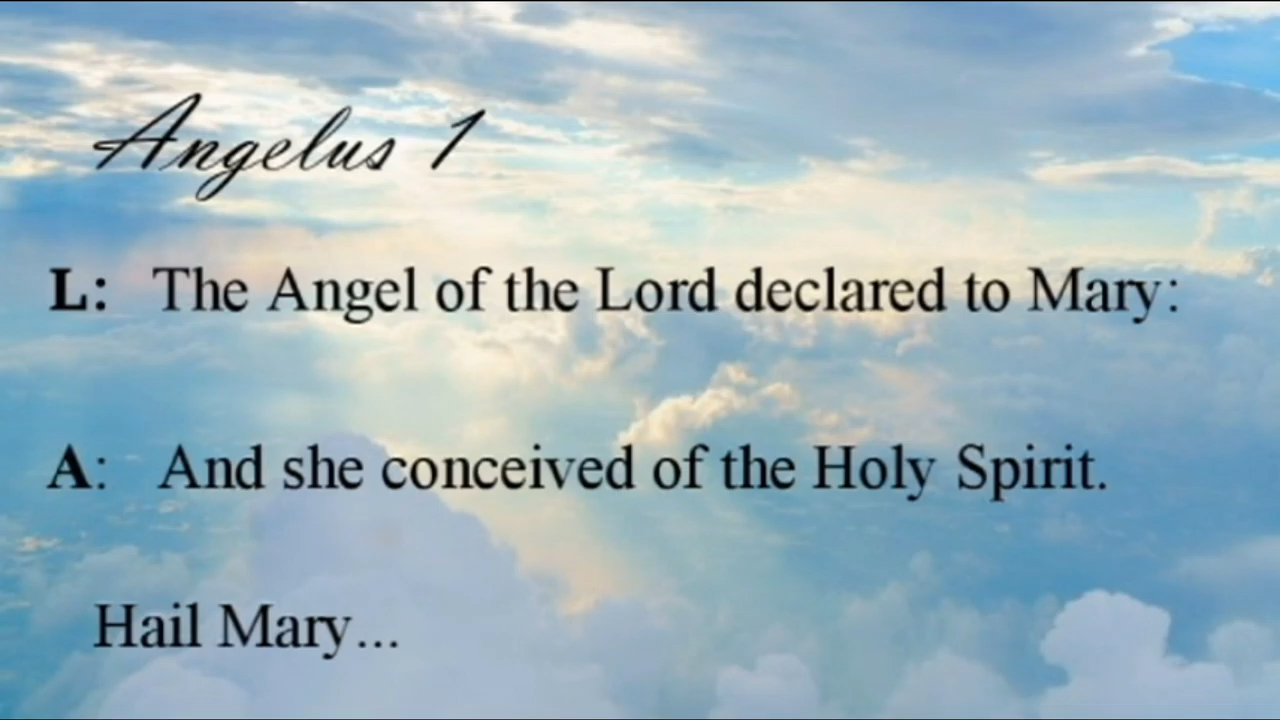 Angelus 1
L: The Angel of the Lord declared to Mary:
A: And she conceived of the Holy Spirit.
Hail Mary...